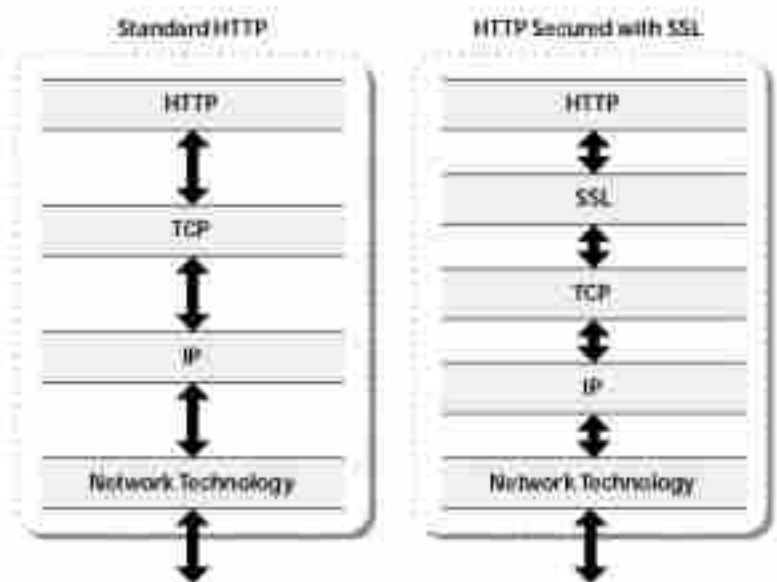 Standard HTTP
HTTP
TCP
IP
Network Technology
HTTP Secured with SSL
HTTP
SSL
TCP
IP
Network Technology